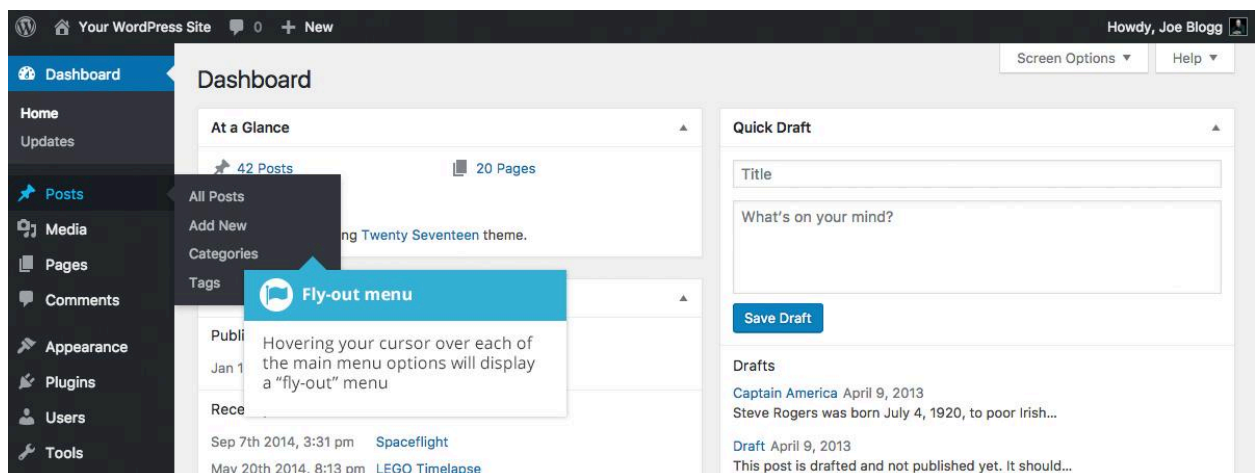 Your WordPress Site 0 + New
Howdy, Joe Blogg
Dashboard
Home
Updates
Posts
Media
Pages
Comments
Appearance
Plugins
Users
Tools
All Posts
Add New
Categories
Tags
Dashboard
Screen Options ▼ Help ▼
At a Glance
42 Posts 20 Pages
ng Twenty Seventeen theme.
Fly-out menu
Hovering your cursor over each of
the main menu options will display
a “fly-out” menu
Publi
Jan 1
Rece
Sep 7th 2014, 3:31 pm Spaceflight
May 20th 2014, 8:13 pm LEGO Timelapse
Quick Draft
Title
What's on your mind?
Save Draft
Drafts
Captain America April 9, 2013
Steve Rogers was born July 4, 1920, to poor Irish…
Draft April 9, 2013
This post is drafted and not published yet. It should…